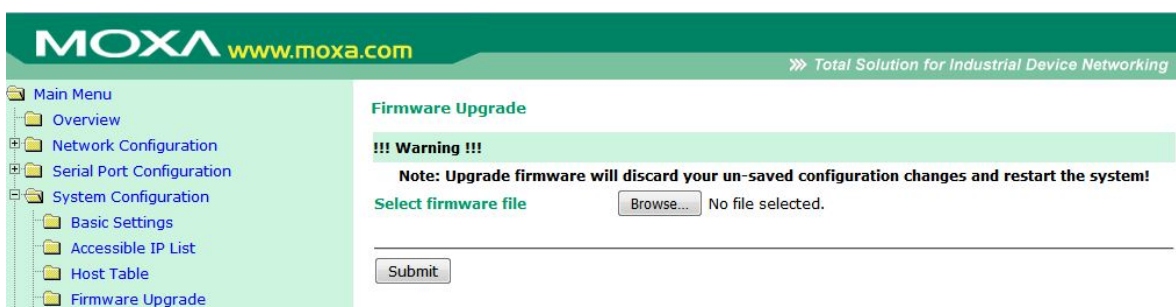 MOXA www.moxa.com
Total Solution for Industrial Device Networking
Main Menu
Overview
Network Configuration
Serial Port Configuration
System Configuration
Basic Settings
Accessible IP List
Host Table
Firmware Upgrade
Firmware Upgrade
!!! Warning !!!
Note: Upgrade firmware will discard your un-saved configuration changes and restart the system!
Select firmware file Browse... No file selected.
Submit